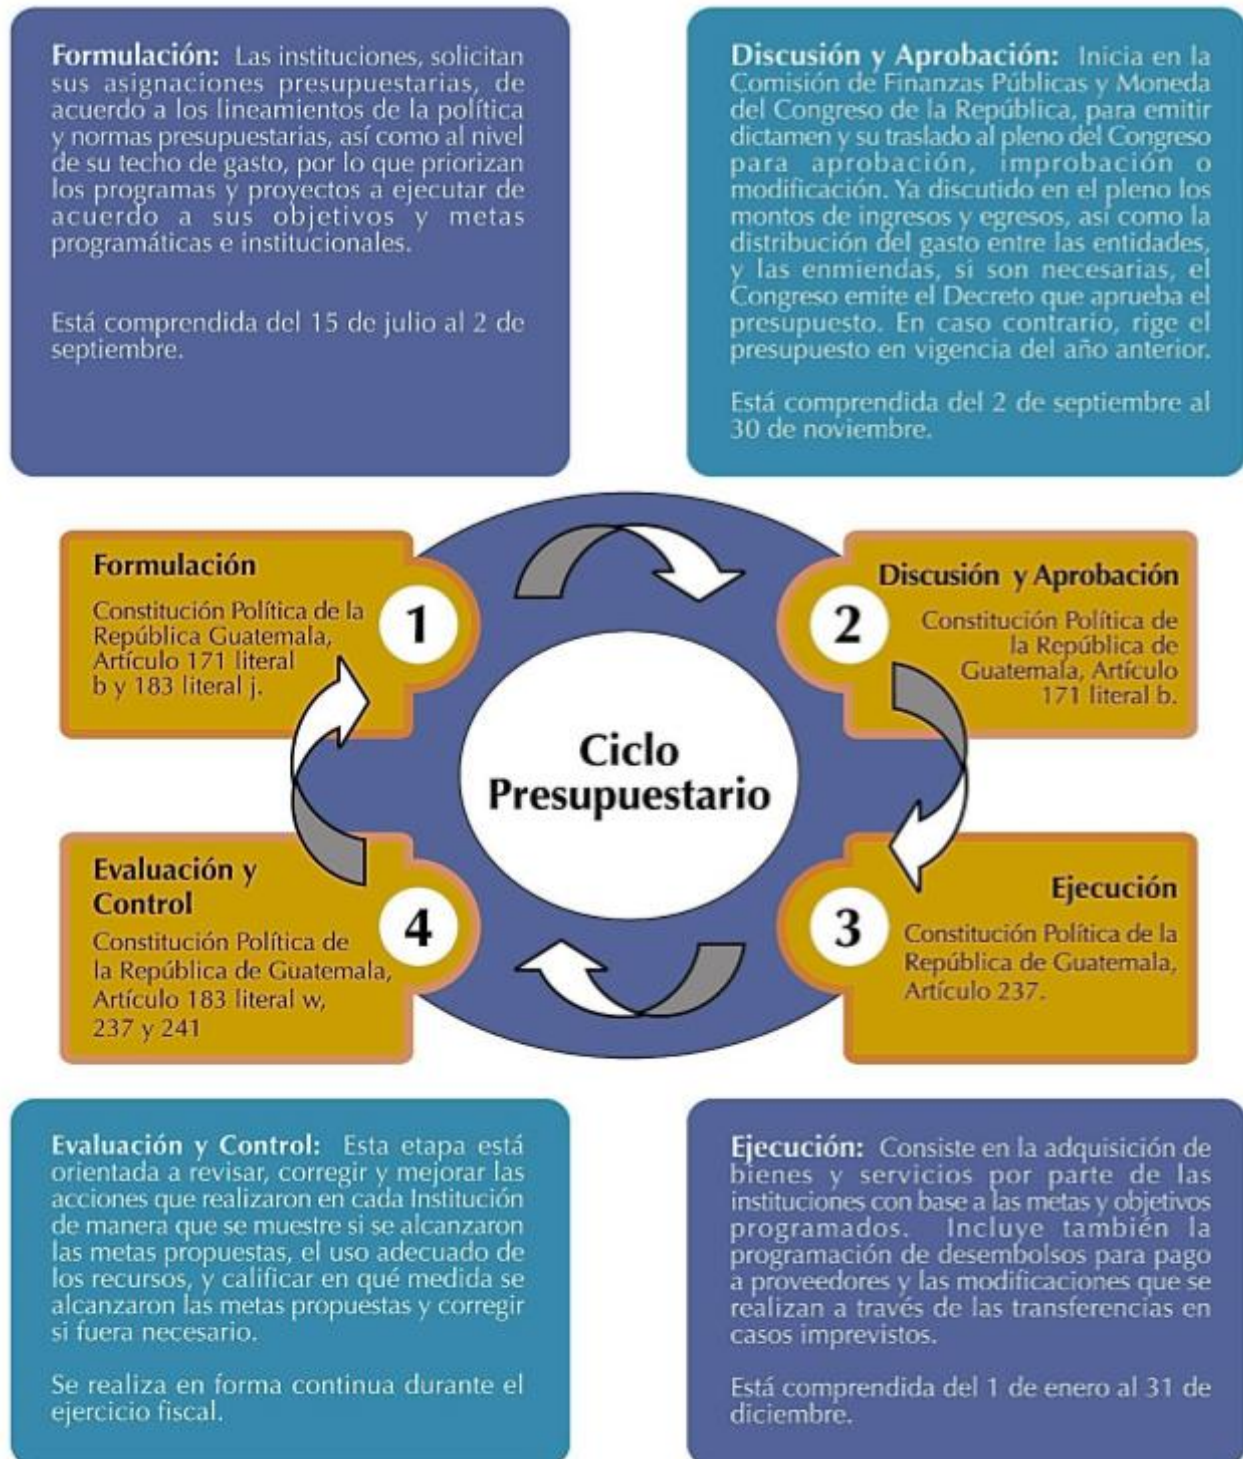 Formulación: Las instituciones, solicitan
sus asignaciones presupuestarias, de
acuerdo a los lineamientos de la política
y normas presupuestarias, así como al nivel
de su techo de gasto, por lo que priorizan
los programas y proyectos a ejecutar de
acuerdo a sus objetivos y metas
programáticas e institucionales.
Está comprendida del 15 de julio al 2 de
septiembre.
Discusión y Aprobación: Inicia en la
Comisión de Finanzas Públicas y Moneda
del Congreso de la República, para emitir
dictamen y su traslado al pleno del Congreso
para aprobación, improbación o
modificación. Ya discutido en el pleno los
montos de ingresos y egresos, así como la
distribución del gasto entre las entidades,
y las enmiendas, si son necesarias, el
Congreso emite el Decreto que aprueba el
presupuesto. En caso contrario, rige el
presupuesto en vigencia del año anterior.
Está comprendida del 2 de septiembre al
30 de noviembre.
Formulación
Constitución Política de la
República Guatemala,
Artículo 171 literal
b y 183 literal j.
1
2
Discusión y Aprobación
Constitución Política de
la República de
Guatemala, Artículo
171 literal b.
Ciclo
Presupuestario
Evaluación y
Control
Constitución Política de
la República de Guatemala,
Artículo 183 literal w,
237 y 241
4
3
Ejecución
Constitución Política de la
República de Guatemala,
Artículo 237.
Evaluación y Control: Esta etapa está
orientada a revisar, corregir y mejorar las
acciones que realizaron en cada Institución
de manera que se muestre si se alcanzaron
las metas propuestas, el uso adecuado de
los recursos, y calificar en qué medida se
alcanzaron las metas propuestas y corregir
si fuera necesario.
Se realiza en forma continua durante el
ejercicio fiscal.
Ejecución: Consiste en la adquisición de
bienes y servicios por parte de las
instituciones con base a las metas y objetivos
programados. Incluye también la
programación de desembolsos para pago
a proveedores y las modificaciones que se
realizan a través de las transferencias en
casos imprevistos.
Está comprendida del 1 de enero al 31 de
diciembre.